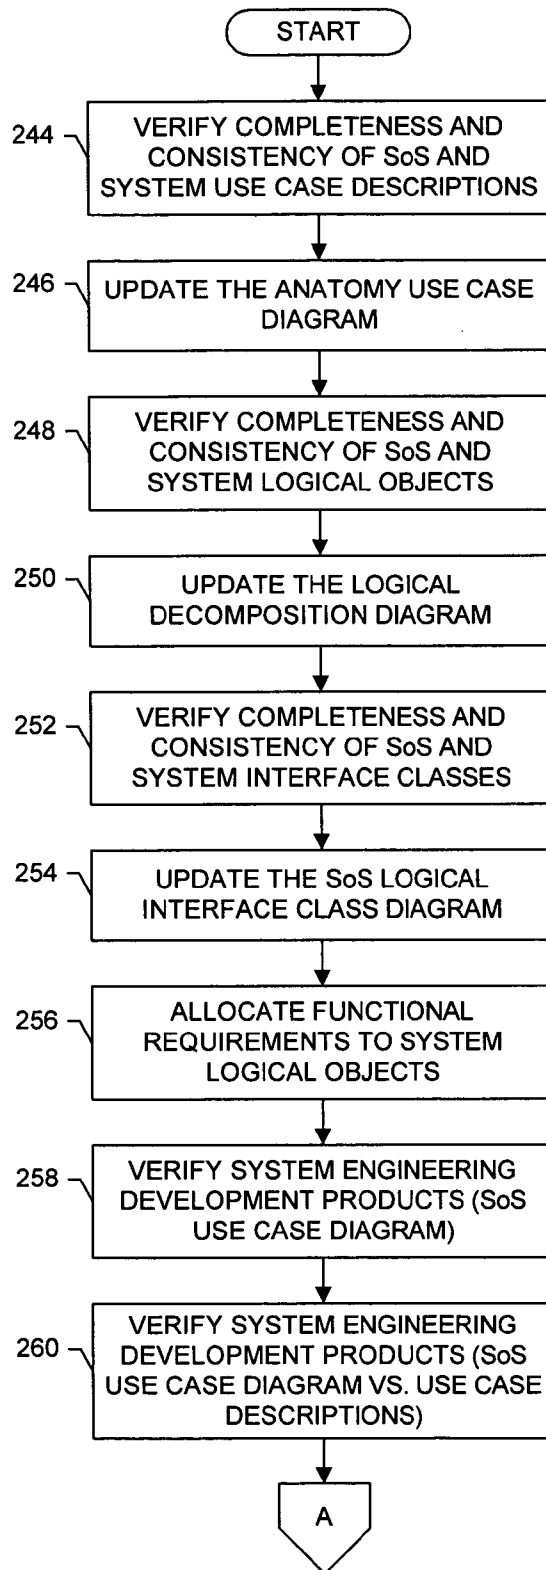 START
244
VERIFY COMPLETENESS AND
CONSISTENCY OF SoS AND
SYSTEM USE CASE DESCRIPTIONS
246
UPDATE THE ANATOMY USE CASE
DIAGRAM
248
VERIFY COMPLETENESS AND
CONSISTENCY OF SoS AND
SYSTEM LOGICAL OBJECTS
250
UPDATE THE LOGICAL
DECOMPOSITION DIAGRAM
252
VERIFY COMPLETENESS AND
CONSISTENCY OF SoS AND
SYSTEM INTERFACE CLASSES
254
UPDATE THE SoS LOGICAL
INTERFACE CLASS DIAGRAM
256
ALLOCATE FUNCTIONAL
REQUIREMENTS TO SYSTEM
LOGICAL OBJECTS
258
VERIFY SYSTEM ENGINEERING
DEVELOPMENT PRODUCTS (SoS
USE CASE DIAGRAM)
260
VERIFY SYSTEM ENGINEERING
DEVELOPMENT PRODUCTS (SoS
USE CASE DIAGRAM VS. USE CASE
DESCRIPTIONS)
A